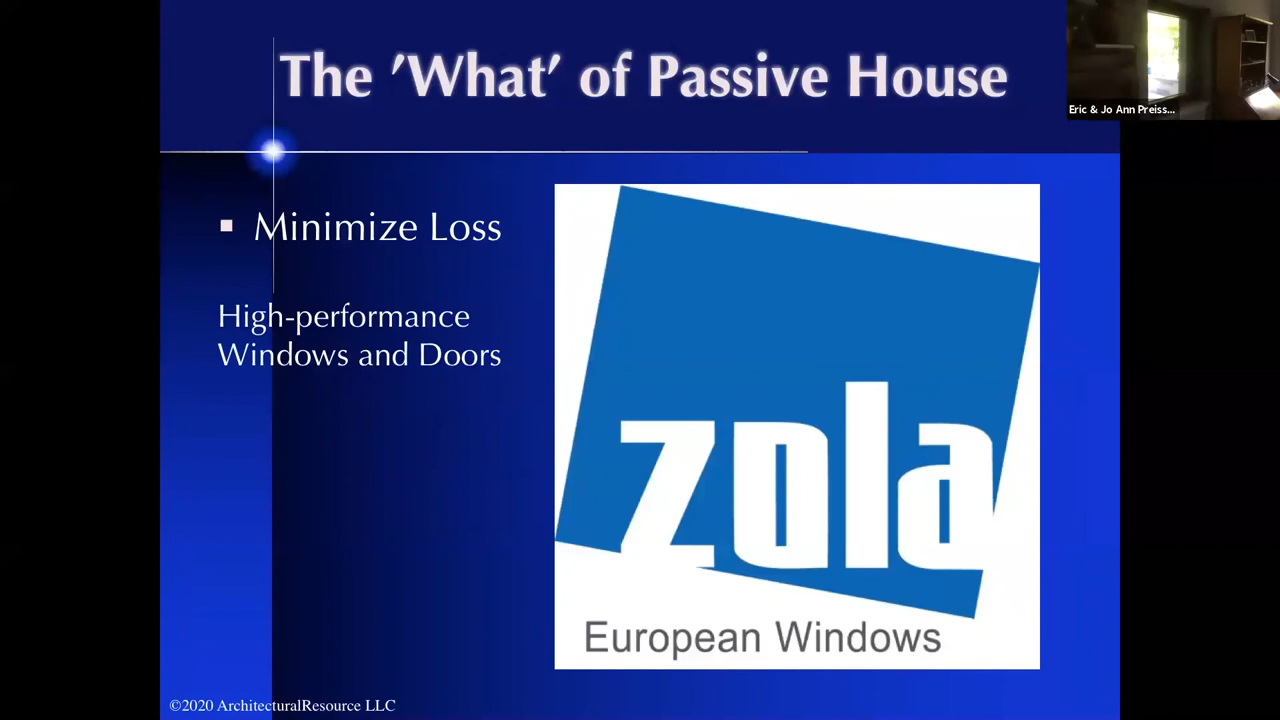 The 'What' of Passive House
Eric & Jo Ann Preiss...
▪ Minimize Loss
High-performance
Windows and Doors
zola
European Windows
©2020 ArchitecturalResource LLC